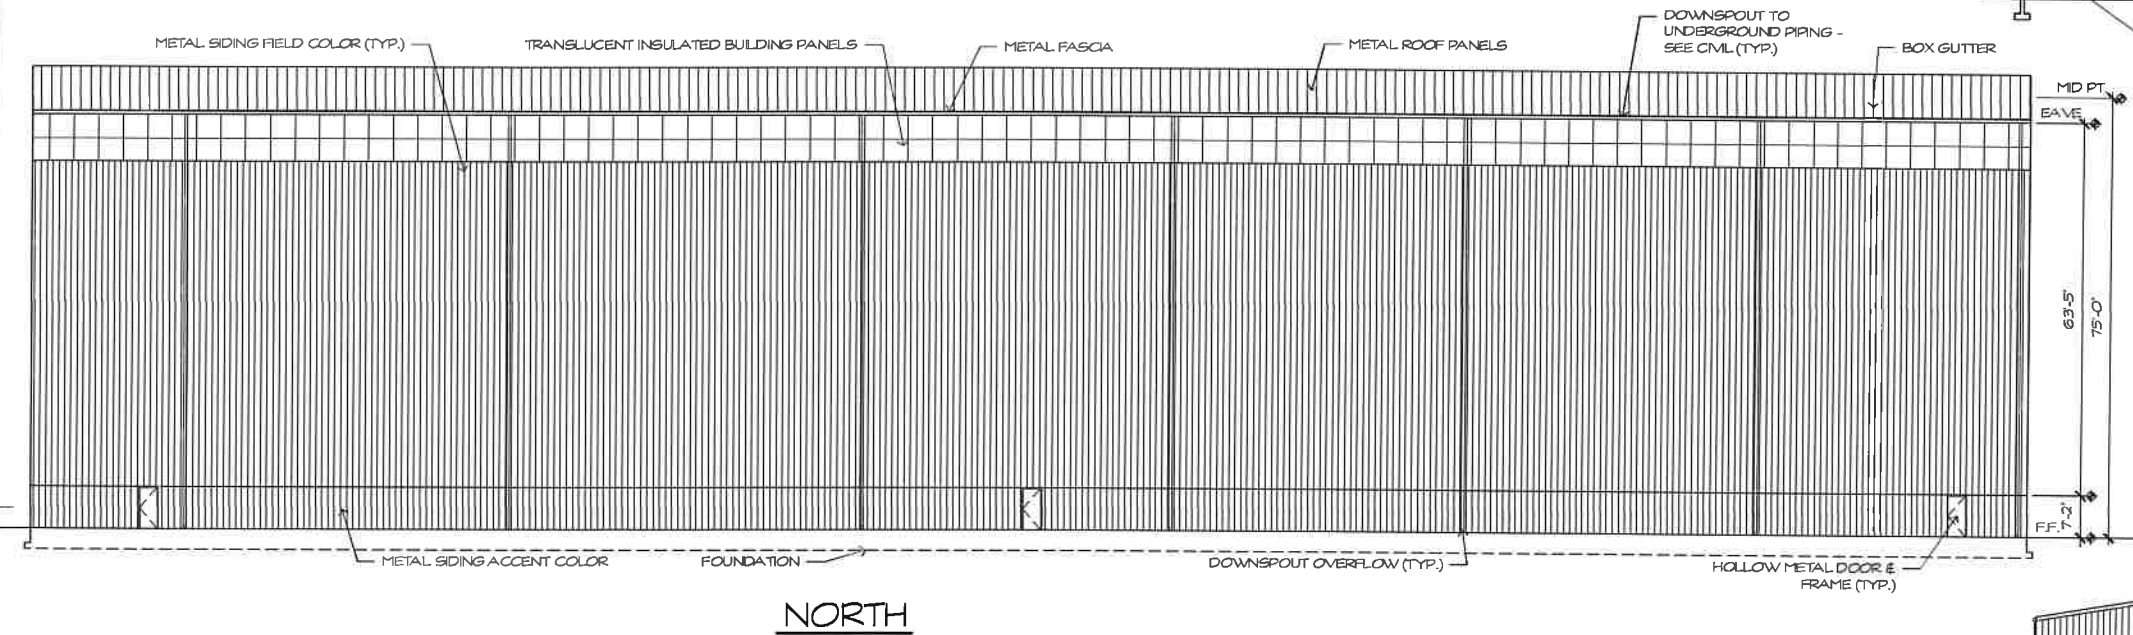 METAL SIDING FIELD COLOR (TYP.)
TRANSLUCENT INSULATED BUILDING PANELS
METAL FASCIA
METAL ROOF PANELS
DOWNSPOUT TO
UNDERGROUND PIPING -
SEE CIVIL (TYP.)
BOX GUTTER
MID PT.
EAVE
63'-5"
75'-0"
7'-2"
F.F.
METAL SIDING ACCENT COLOR
FOUNDATION
DOWNSPOUT OVERFLOW (TYP.)
HOLLOW METAL DOOR &
FRAME (TYP.)
NORTH